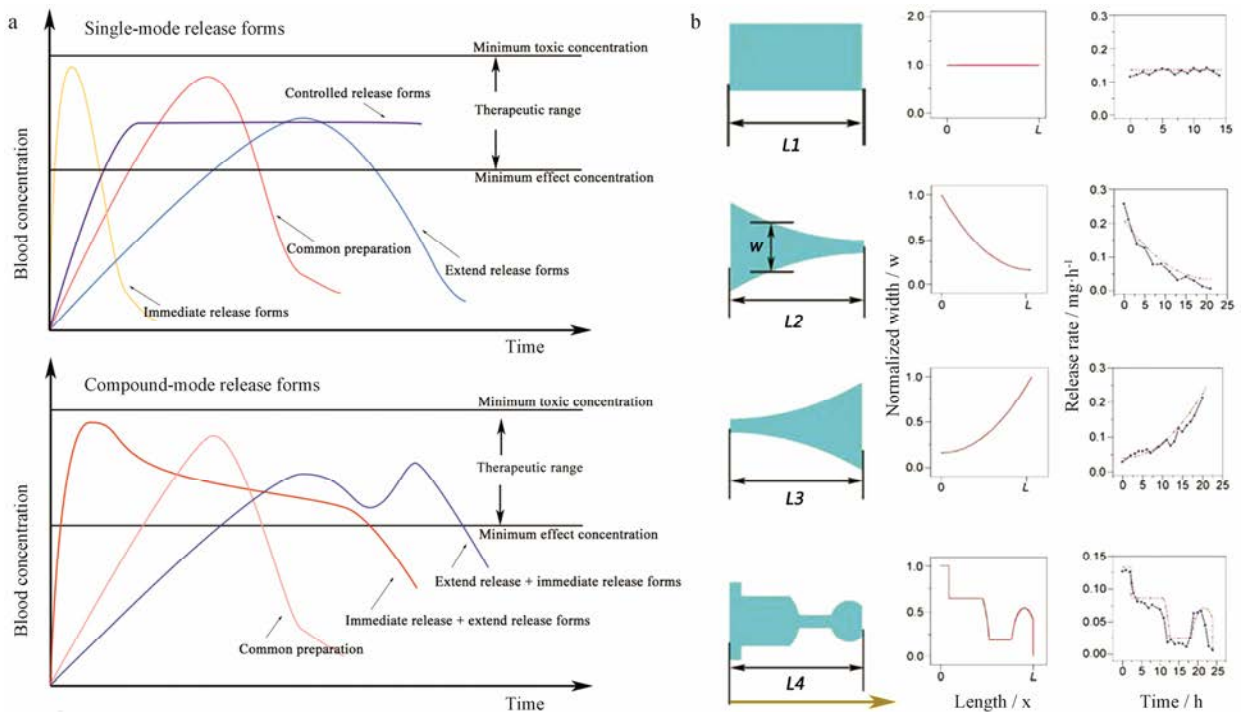 a
Single-mode release forms
Minimum toxic concentration
Controlled release forms
Therapeutic range
Minimum effect concentration
Common preparation
Extend release forms
Immediate release forms
Blood concentration
Time
Compound-mode release forms
Minimum toxic concentration
Therapeutic range
Minimum effect concentration
Extend release + immediate release forms
Immediate release + extend release forms
Common preparation
Blood concentration
Time
b
L1
2.0
1.5
1.0
0.5
0.0
0 L
0.3
0.2
0.1
0.0
0 5 10 15
w
L2
1.0
0.5
0.0
0 L
0.3
0.2
0.1
0.0
0 5 10 15 20 25
Normalized width / w
Release rate / mg·h-1
L3
1.0
0.5
0.0
0 L
0.3
0.2
0.1
0.0
0 5 10 15 20 25
L4
1.0
0.5
0.0
0 L
0.15
0.10
0.05
0.00
0 5 10 15 20 25
Length / x
Time / h